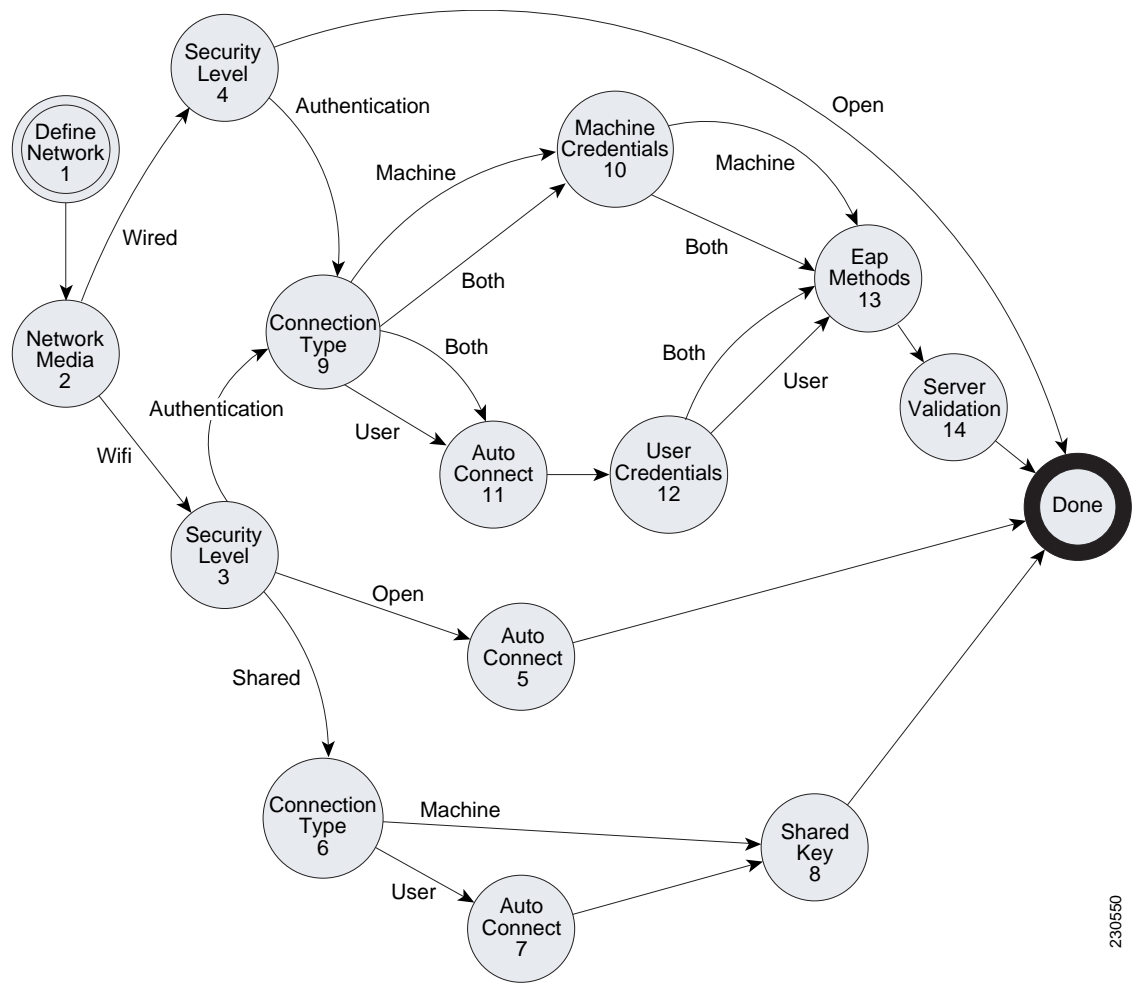 Security
Level
4
Define
Network
1
Authentication
Open
Machine
Credentials
10
Machine
Machine
Wired
Both
Both
Eap
Methods
13
Connection
Type
9
Network
Media
2
Both
Both
User
Authentication
User
Server
Validation
14
Wifi
Auto
Connect
11
User
Credentials
12
Done
Security
Level
3
Open
Auto
Connect
5
Shared
Connection
Type
6
Machine
Shared
Key
8
User
Auto
Connect
7
230550